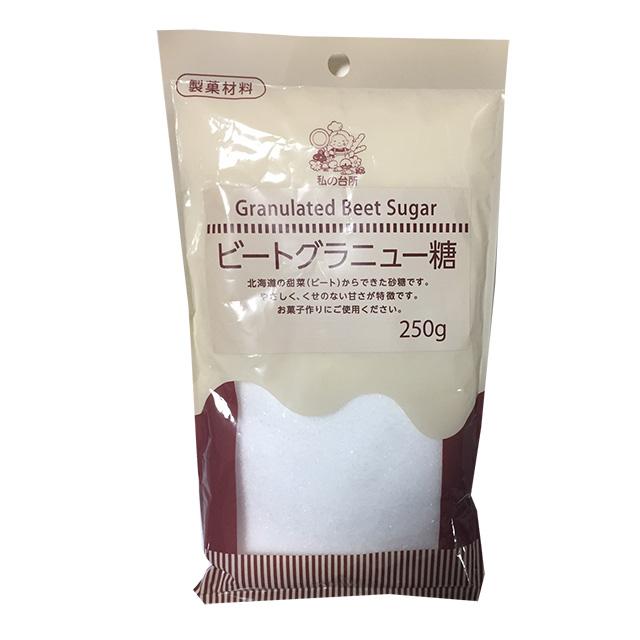 製菓材料
私の台所
Granulated Beet Sugar
ビートグラニュー糖
北海道の甜菜(ビート)からできた砂糖です。
やさしく、くせのない甘さが特徴です。
お菓子作りにご使用ください。
250g